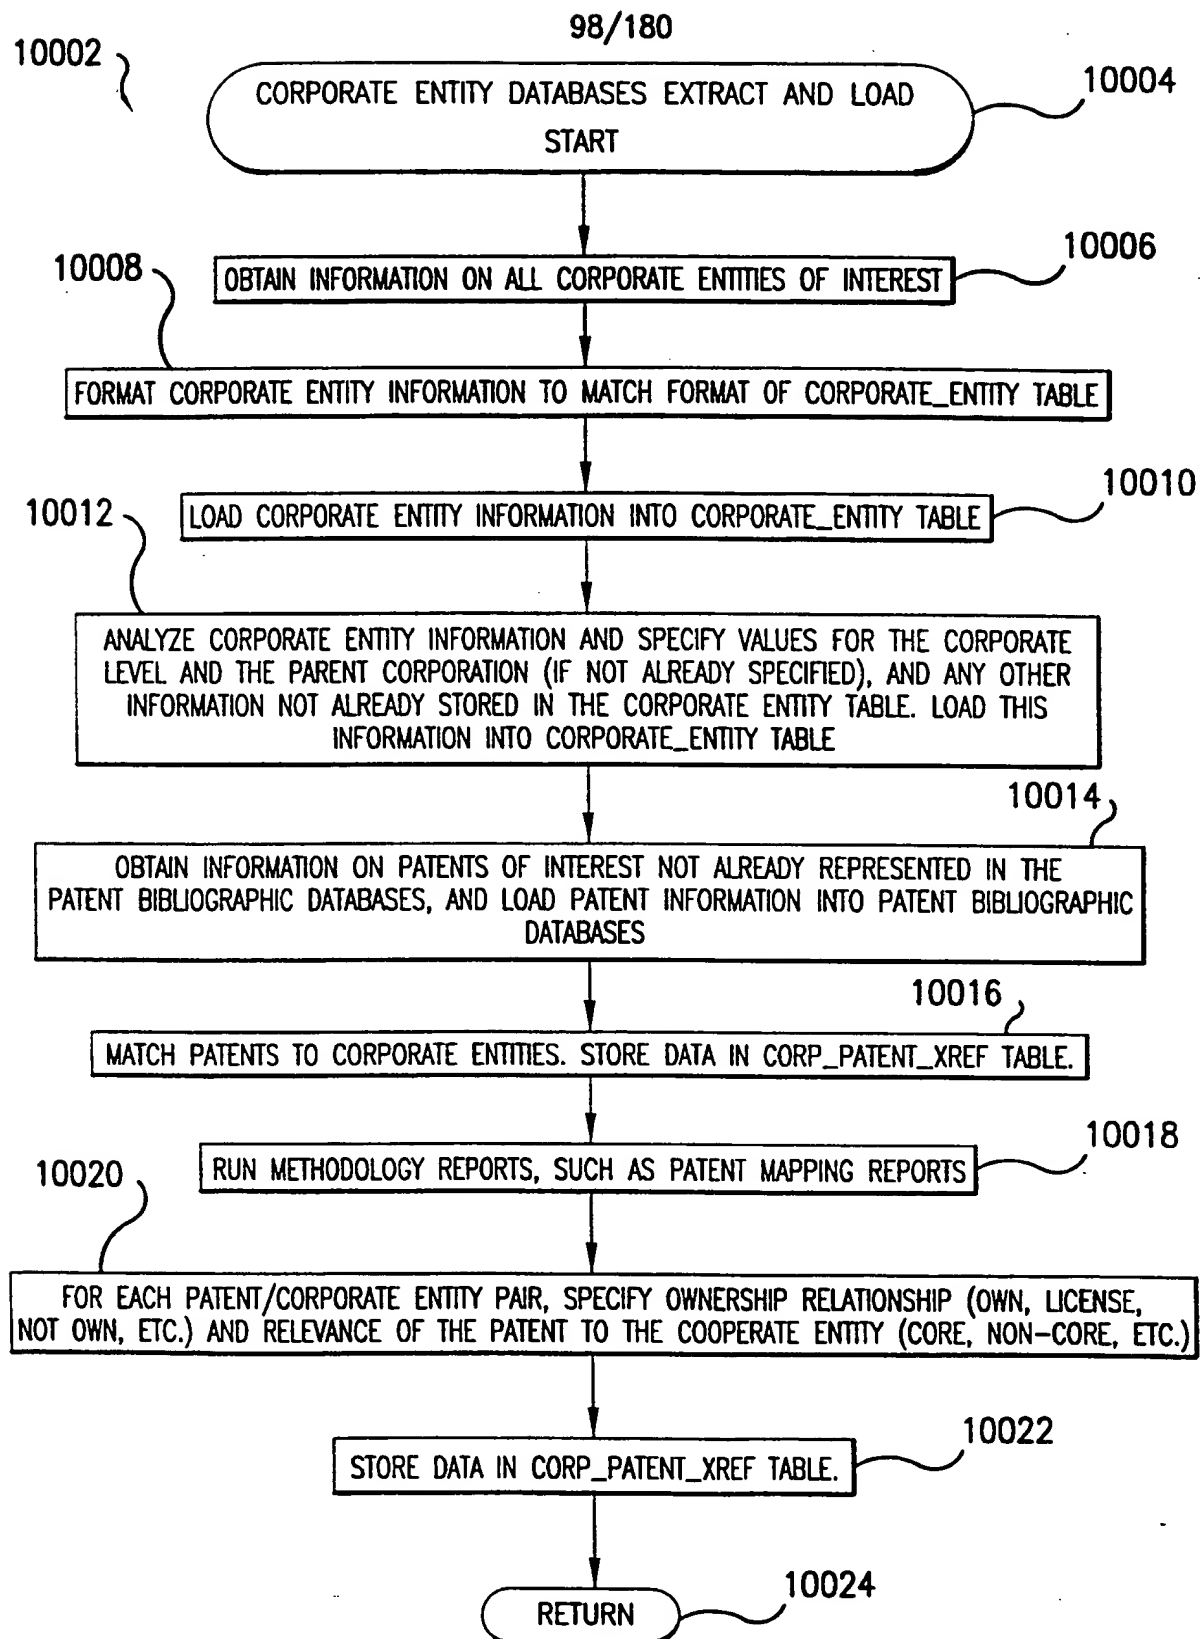 98/180
10002
CORPORATE ENTITY DATABASES EXTRACT AND LOAD
START
10004
10006
10008
OBTAIN INFORMATION ON ALL CORPORATE ENTITIES OF INTEREST
FORMAT CORPORATE ENTITY INFORMATION TO MATCH FORMAT OF CORPORATE_ENTITY TABLE
10010
10012
LOAD CORPORATE ENTITY INFORMATION INTO CORPORATE_ENTITY TABLE
ANALYZE CORPORATE ENTITY INFORMATION AND SPECIFY VALUES FOR THE CORPORATE
LEVEL AND THE PARENT CORPORATION (IF NOT ALREADY SPECIFIED), AND ANY OTHER
INFORMATION NOT ALREADY STORED IN THE CORPORATE ENTITY TABLE. LOAD THIS
INFORMATION INTO CORPORATE_ENTITY TABLE
10014
OBTAIN INFORMATION ON PATENTS OF INTEREST NOT ALREADY REPRESENTED IN THE
PATENT BIBLIOGRAPHIC DATABASES, AND LOAD PATENT INFORMATION INTO PATENT BIBLIOGRAPHIC
DATABASES
10016
MATCH PATENTS TO CORPORATE ENTITIES. STORE DATA IN CORP_PATENT_XREF TABLE.
10018
RUN METHODOLOGY REPORTS, SUCH AS PATENT MAPPING REPORTS
10020
FOR EACH PATENT/CORPORATE ENTITY PAIR, SPECIFY OWNERSHIP RELATIONSHIP (OWN, LICENSE,
NOT OWN, ETC.) AND RELEVANCE OF THE PATENT TO THE COOPERATE ENTITY (CORE, NON-CORE, ETC.)
10022
STORE DATA IN CORP_PATENT_XREF TABLE.
10024
RETURN